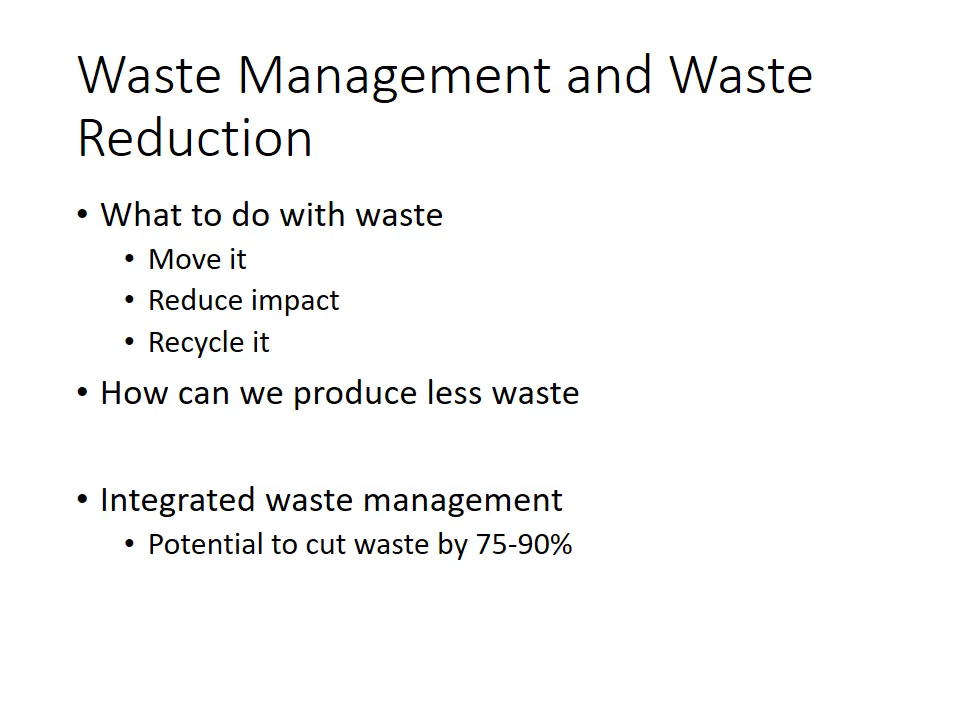 Waste Management and Waste
Reduction
• What to do with waste
• Move it
• Reduce impact
• Recycle it
• How can we produce less waste
• Integrated waste management
• Potential to cut waste by 75-90%